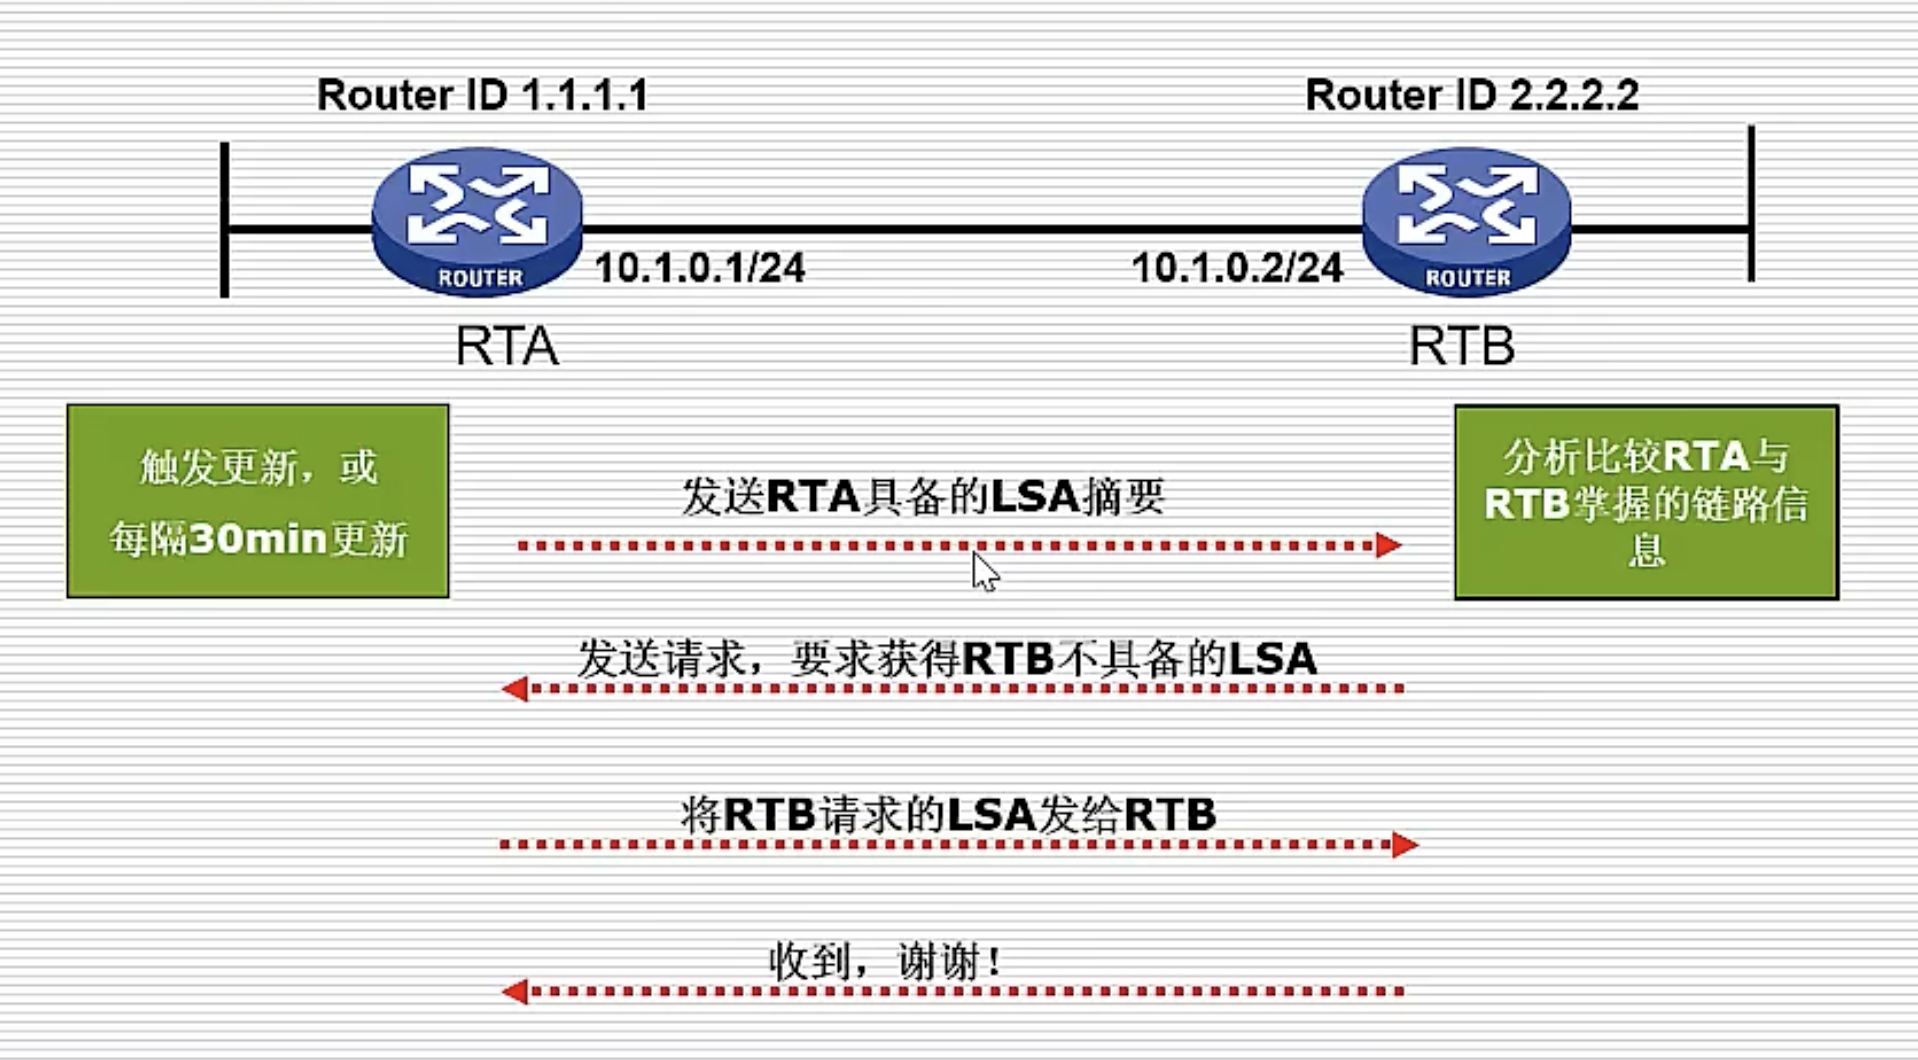 Router ID 1.1.1.1
Router ID 2.2.2.2
ROUTER
ROUTER
10.1.0.1/24
10.1.0.2/24
RTA
RTB
触发更新，或
每隔30min更新
发送RTA具备的LSA摘要
分析比较RTA与
RTB掌握的链路信
息
发送请求，要求获得RTB不具备的LSA
将RTB请求的LSA发给RTB
收到，谢谢！